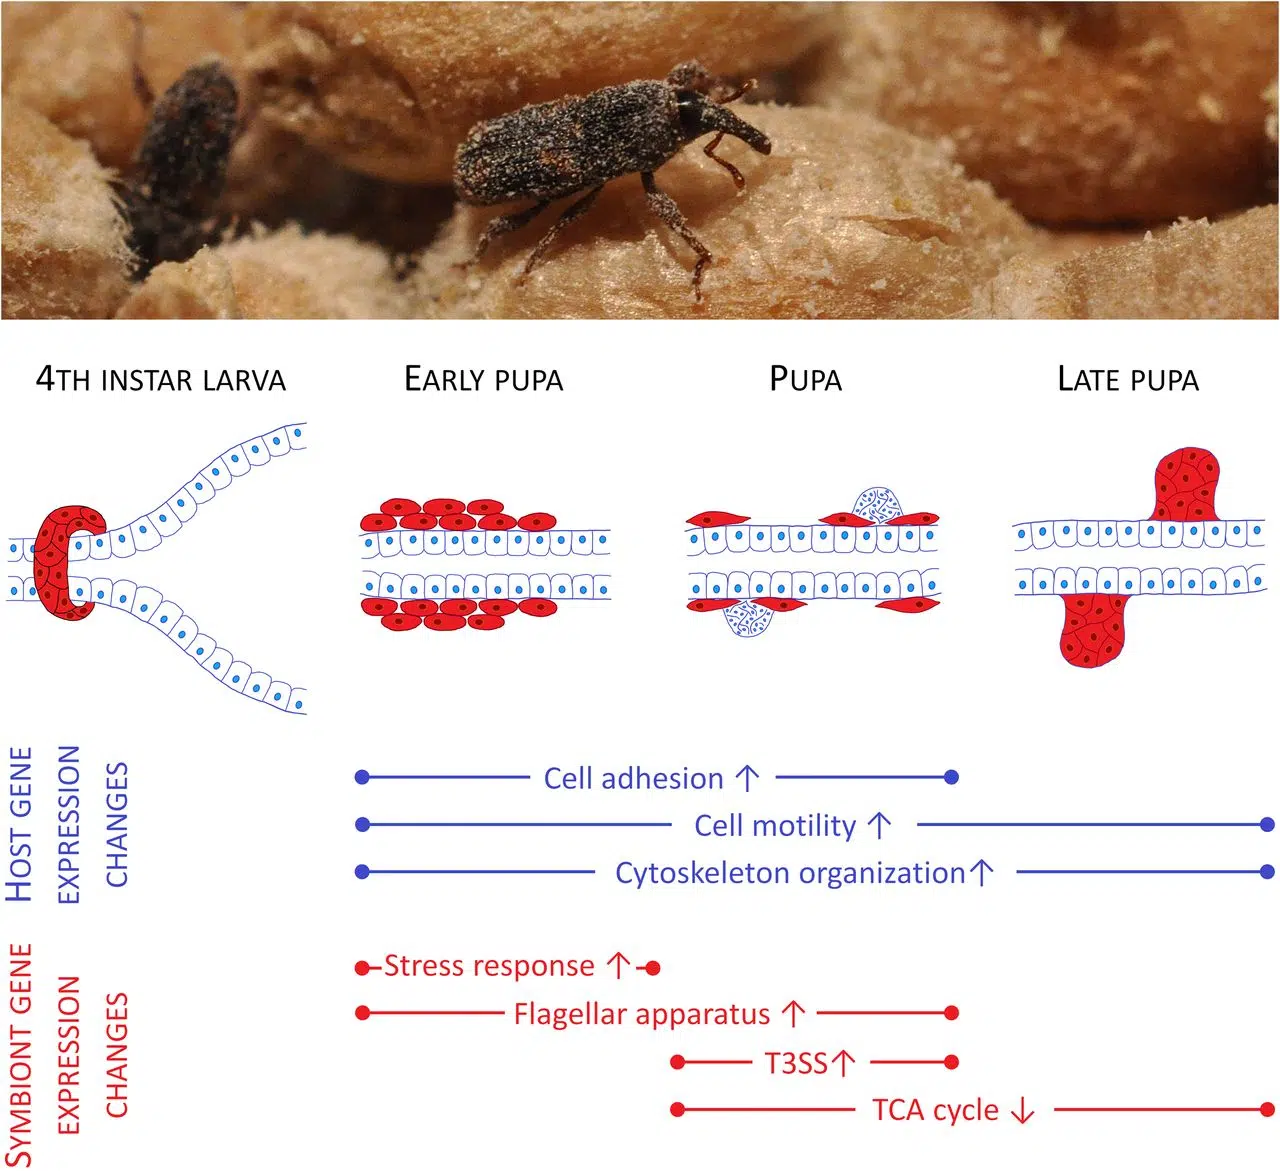 4TH INSTAR LARVA
EARLY PUPA
PUPA
LATE PUPA
HOST GENE
EXPRESSION
CHANGES
Cell adhesion ↑
Cell motility ↑
Cytoskeleton organization↑
SYMBIONT GENE
EXPRESSION
CHANGES
Stress response ↑
Flagellar apparatus ↑
T3SS↑
TCA cycle ↓